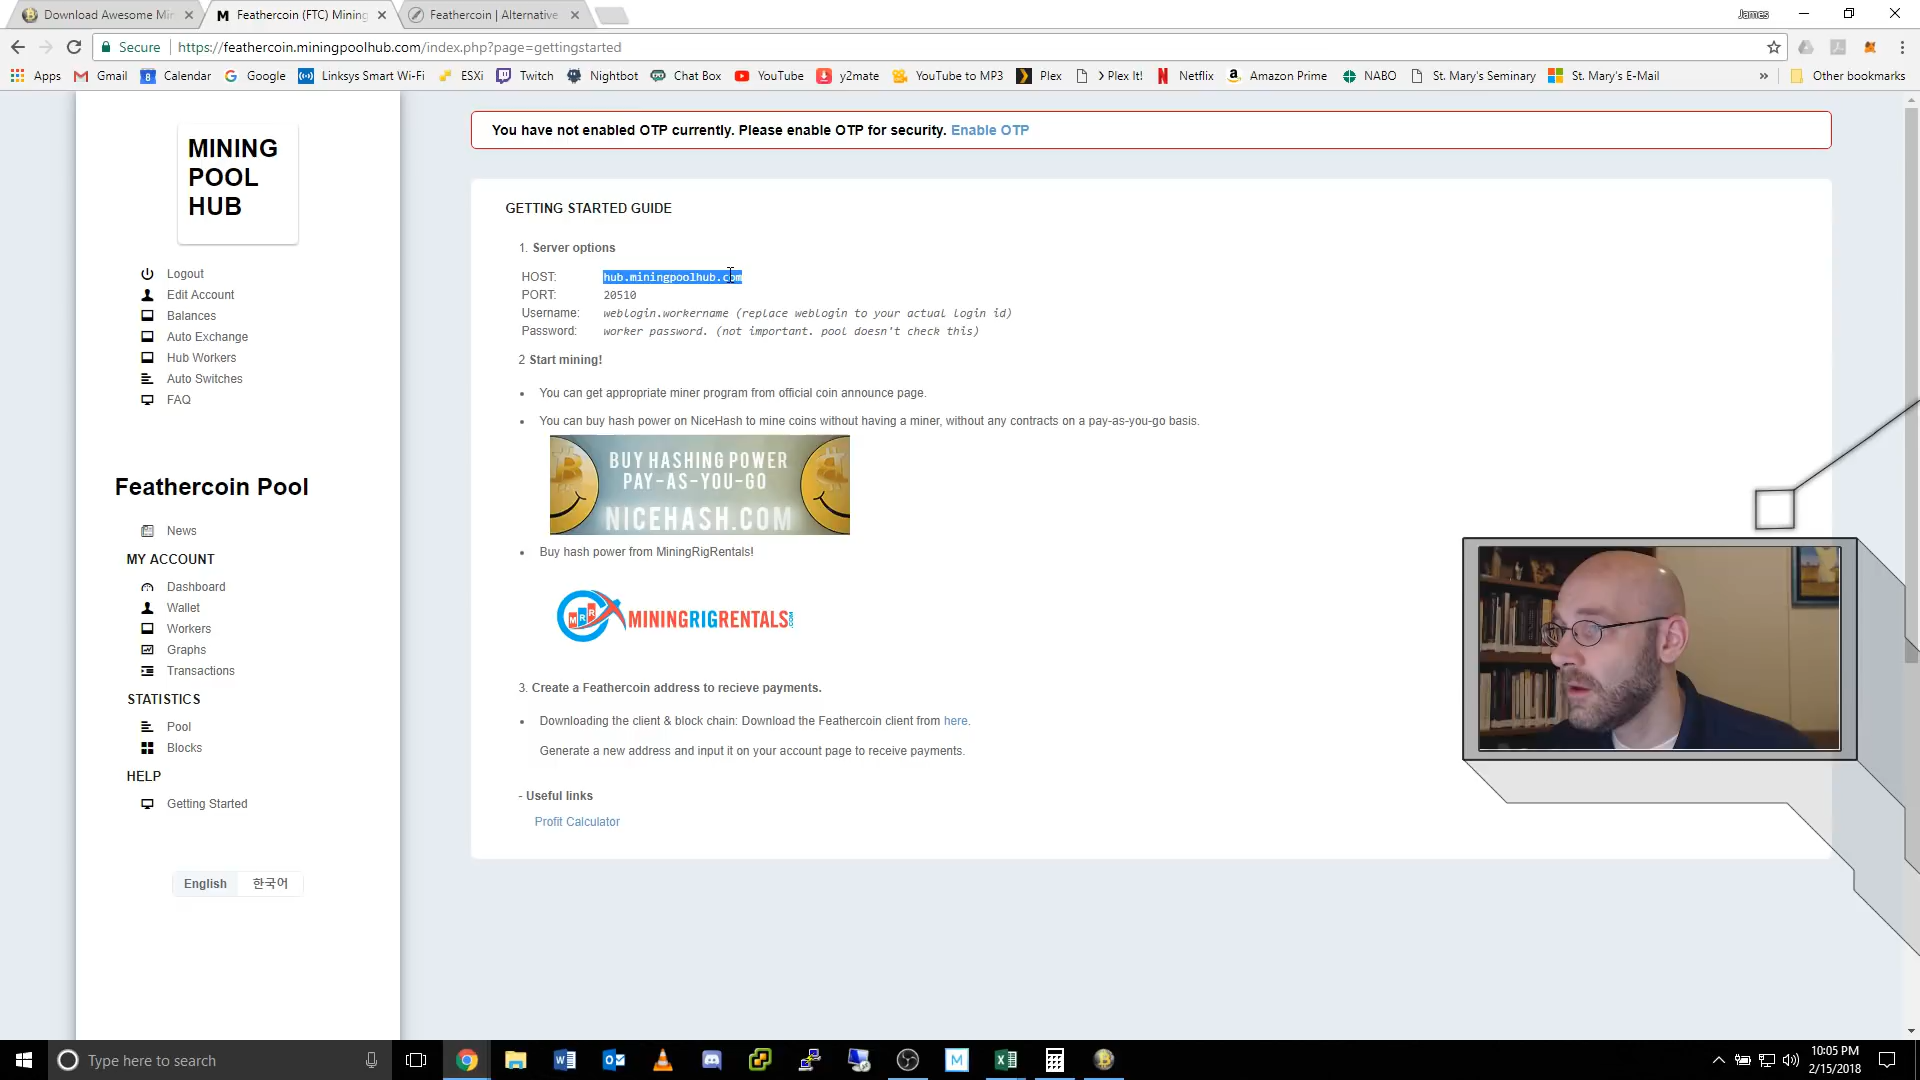 Download Awesome Min
Feathercoin (FTC) Mining
Feathercoin | Alternative
James
Secure
https://feathercoin.miningpoolhub.com/index.php?page=gettingstarted
Apps
Gmail
Calendar
Google
Linksys Smart Wi-Fi
ESXi
Twitch
Nightbot
Chat Box
YouTube
y2mate
YouTube to MP3
Plex
> Plex It!
Netflix
Amazon Prime
NABO
St. Mary's Seminary
St. Mary's E-Mail
»
Other bookmarks
MINING
POOL
HUB
Logout
Edit Account
Balances
Auto Exchange
Hub Workers
Auto Switches
FAQ
Feathercoin Pool
News
MY ACCOUNT
Dashboard
Wallet
Workers
Graphs
Transactions
STATISTICS
Pool
Blocks
HELP
Getting Started
English
한국어
You have not enabled OTP currently. Please enable OTP for security. Enable OTP
GETTING STARTED GUIDE
1. Server options
HOST: hub.miningpoolhub.com
PORT: 20510
Username: weblogin.workername (replace weblogin to your actual login id)
Password: worker password. (not important. pool doesn't check this)
2 Start mining!
You can get appropriate miner program from official coin announce page.
You can buy hash power on NiceHash to mine coins without having a miner, without any contracts on a pay-as-you-go basis.
BUY HASHING POWER
PAY-AS-YOU-GO
NICEHASH.COM
Buy hash power from MiningRigRentals!
MRR
MININGRIGRENTALS.COM
3. Create a Feathercoin address to recieve payments.
Downloading the client & block chain: Download the Feathercoin client from here.
Generate a new address and input it on your account page to receive payments.
- Useful links
Profit Calculator
Type here to search
10:05 PM
2/15/2018